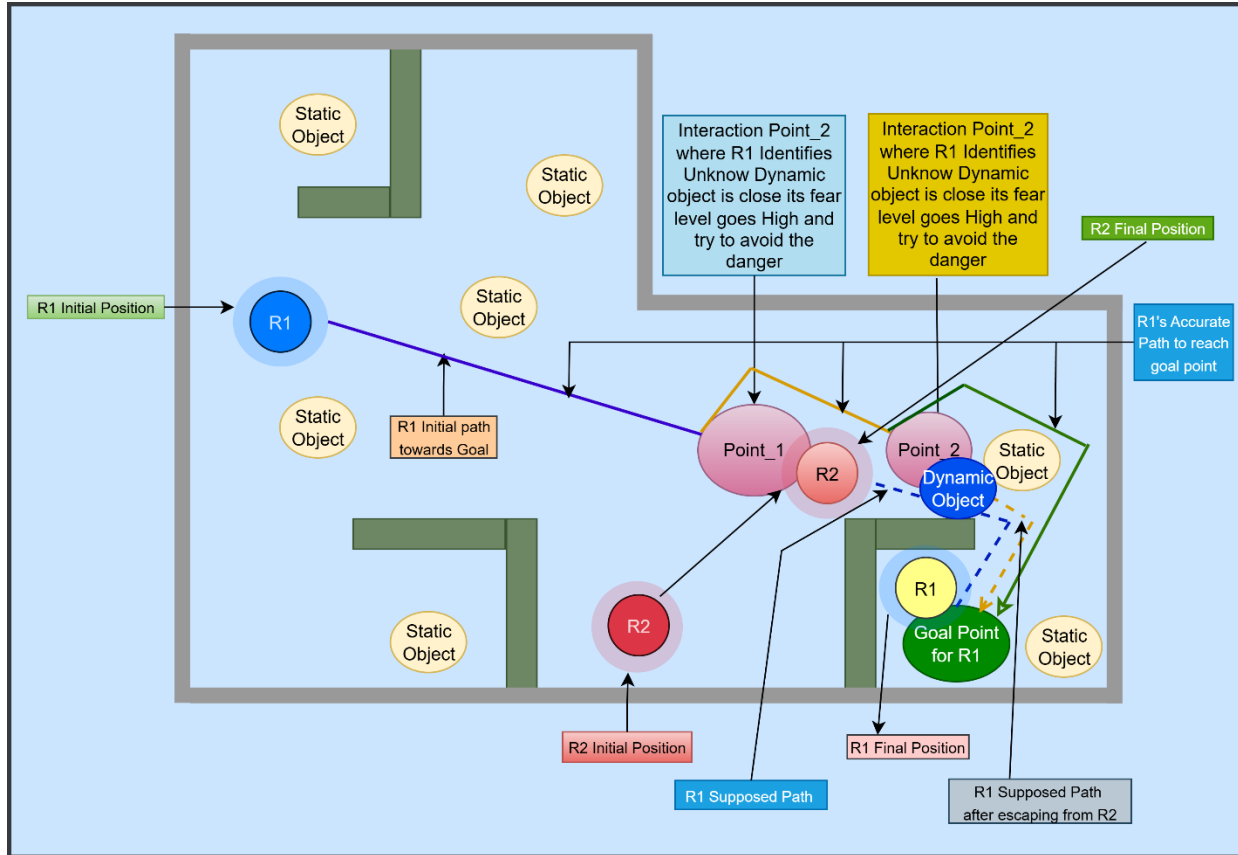 Static
Object
Static
Object
Interaction Point_2
where R1 Identifies
Unknow Dynamic
object is close its fear
level goes High and
try to avoid the
danger
Interaction Point_2
where R1 Identifies
Unknow Dynamic
object is close its fear
level goes High and
try to avoid the
danger
R2 Final Position
R1 Initial Position
R1
Static
Object
R1's Accurate
Path to reach
goal point
Static
Object
R1 Initial path
towards Goal
Point_1
R2
Point_2
Static
Object
Dynamic
Object
R1
R2
Static
Object
Goal Point
for R1
Static
Object
R2 Initial Position
R1 Final Position
R1 Supposed Path
R1 Supposed Path
after escaping from R2